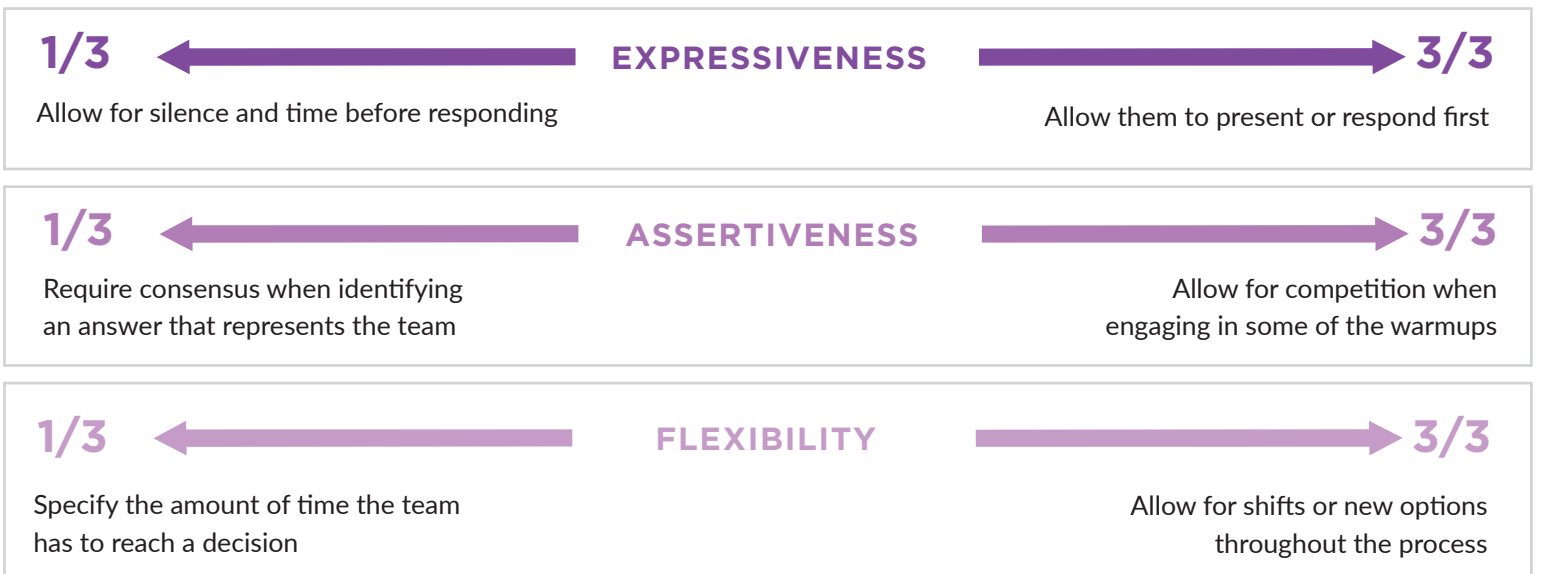 1/3 EXPRESSIVENESS 3/3
Allow for silence and time before responding
Allow them to present or respond first
1/3 ASSERTIVENESS 3/3
Require consensus when identifying
an answer that represents the team
Allow for competition when
engaging in some of the warmups
1/3 FLEXIBILITY 3/3
Specify the amount of time the team
has to reach a decision
Allow for shifts or new options
throughout the process